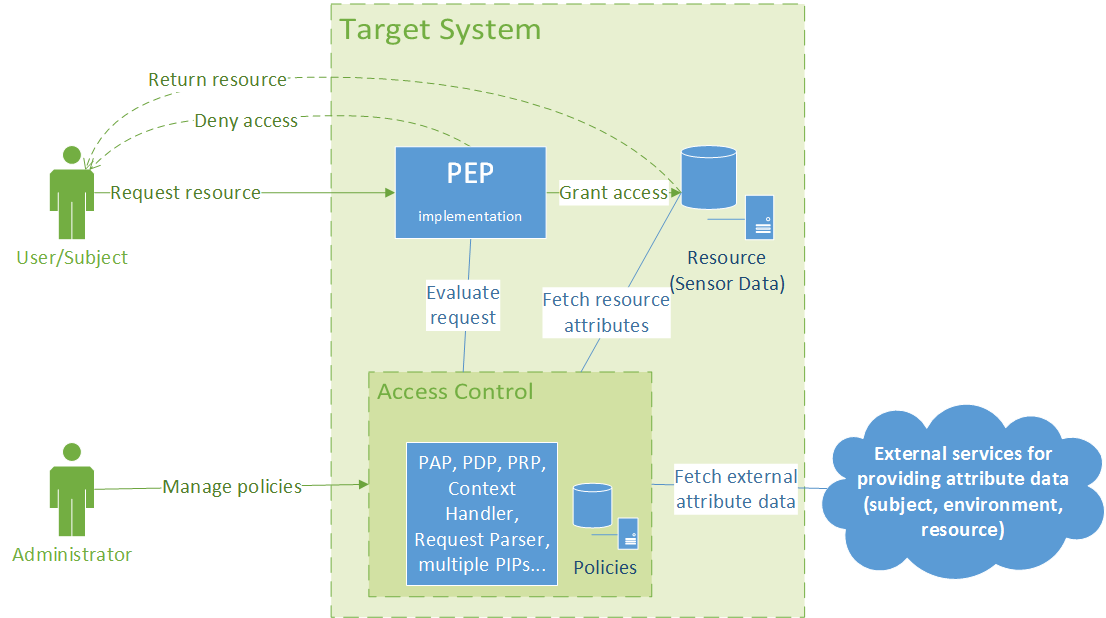 Target System
Return resource
Deny access
PEP
implementation
Request resource
Grant access
User/Subject
Resource
(Sensor Data)
Evaluate
request
Fetch resource
attributes
Access Control
PAP, PDP, PRP,
Context
Handler,
Request Parser,
multiple PIPs...
Policies
Manage policies
Administrator
Fetch external
attribute data
External services for
providing attribute data
(subject, environment,
resource)